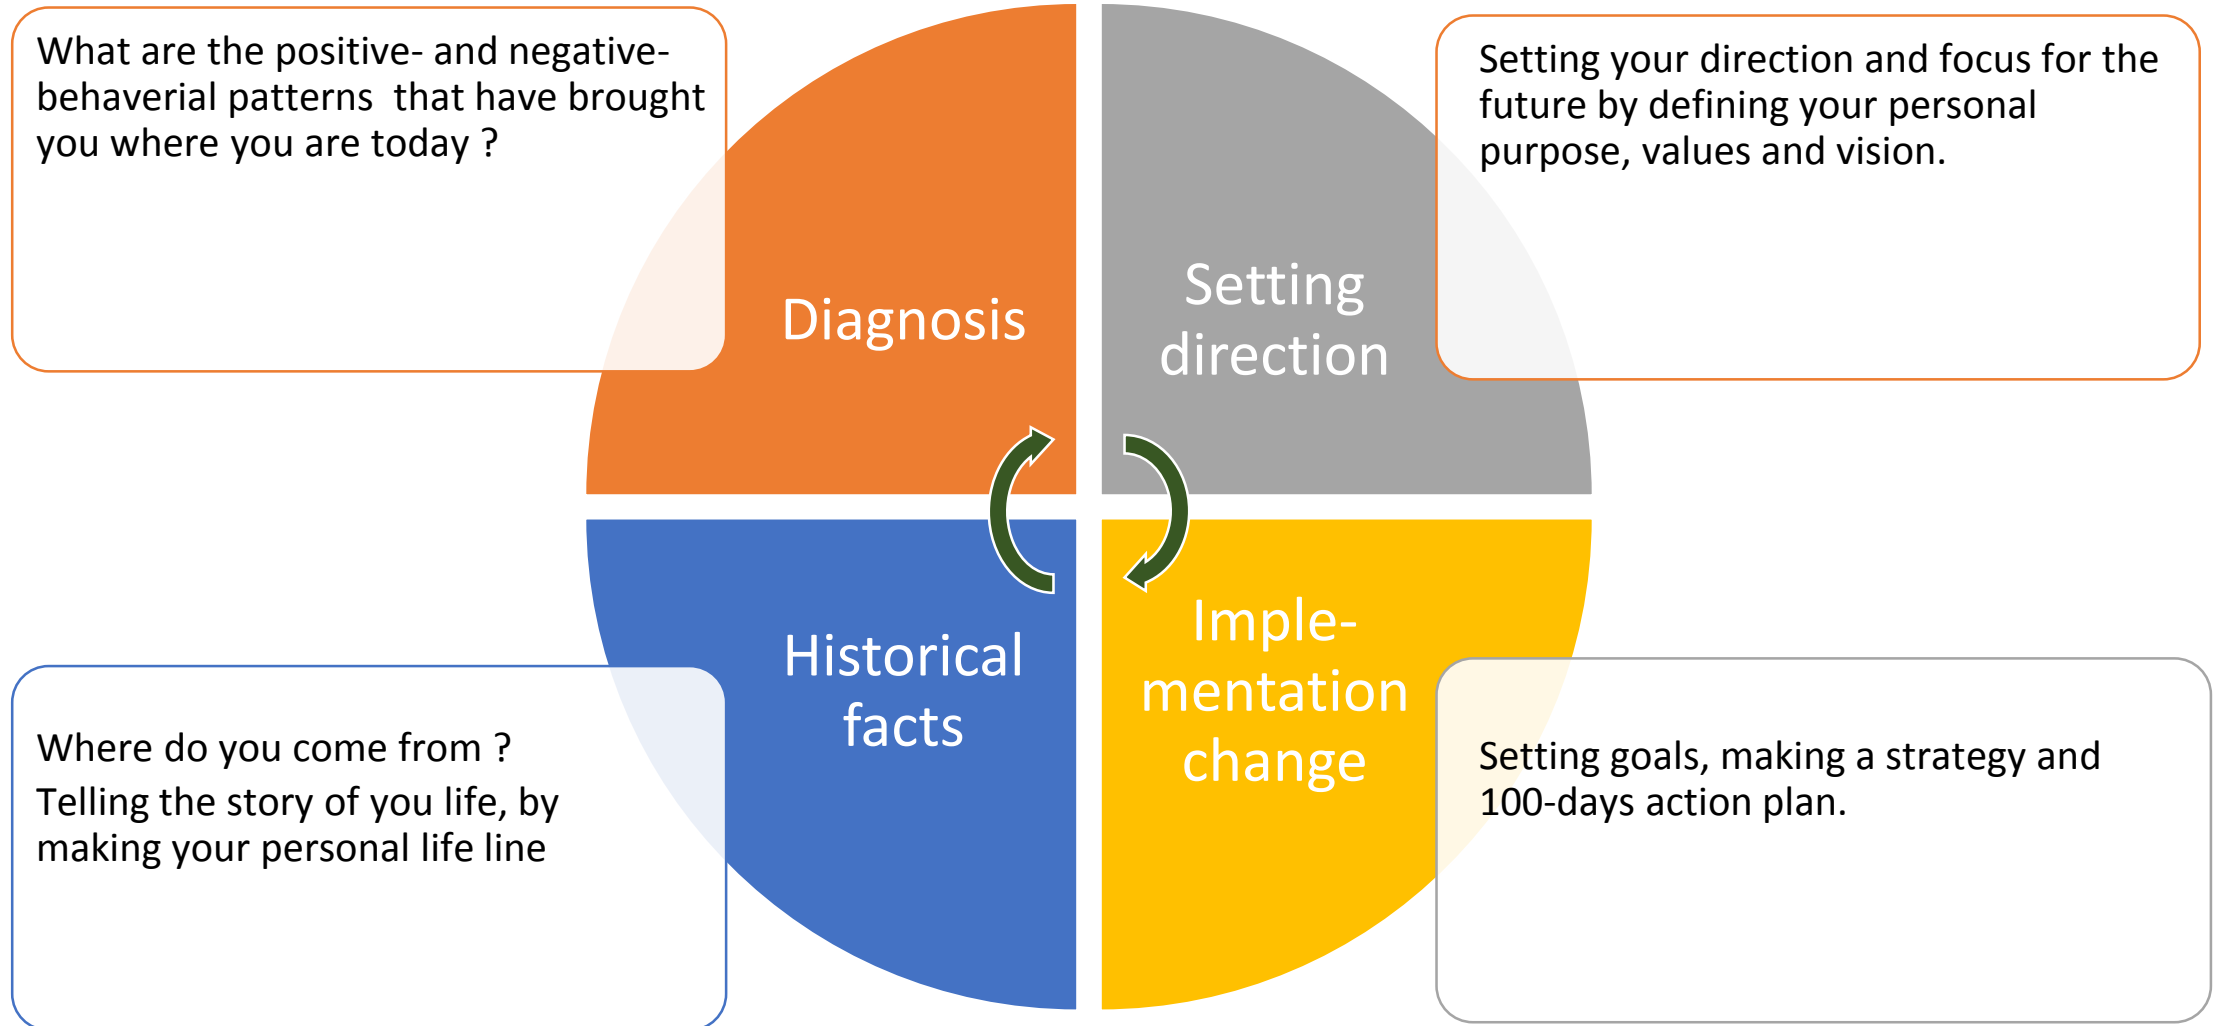 What are the positive- and negative-
behaverial patterns  that have brought
you where you are today ?
Diagnosis
Setting
direction
Setting your direction and focus for the
future by defining your personal
purpose, values and vision.
Where do you come from ?
Telling the story of you life, by
making your personal life line
Historical
facts
Imple-
mentation
change
Setting goals, making a strategy and
100-days action plan.